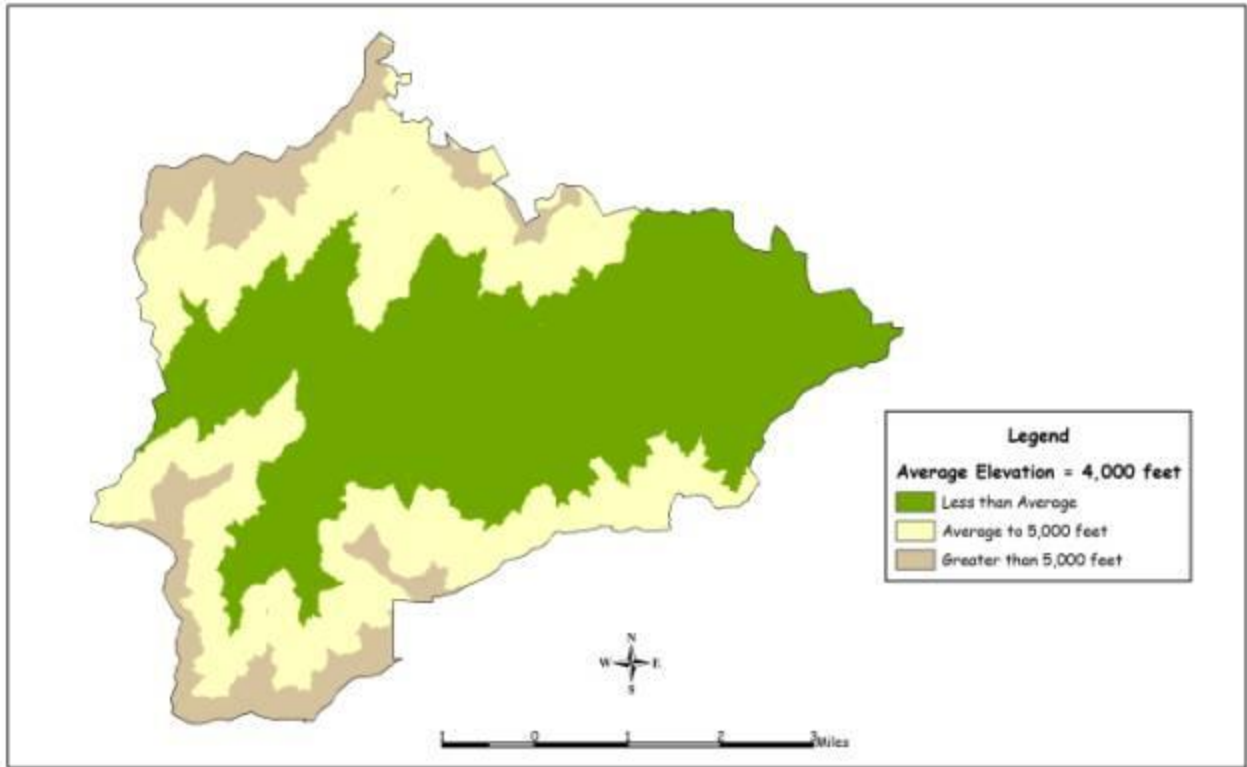 Legend
Average Elevation = 4,000 feet
Less than Average
Average to 5,000 feet
Greater than 5,000 feet
N
W E
S
1 0 1 2 3 Miles